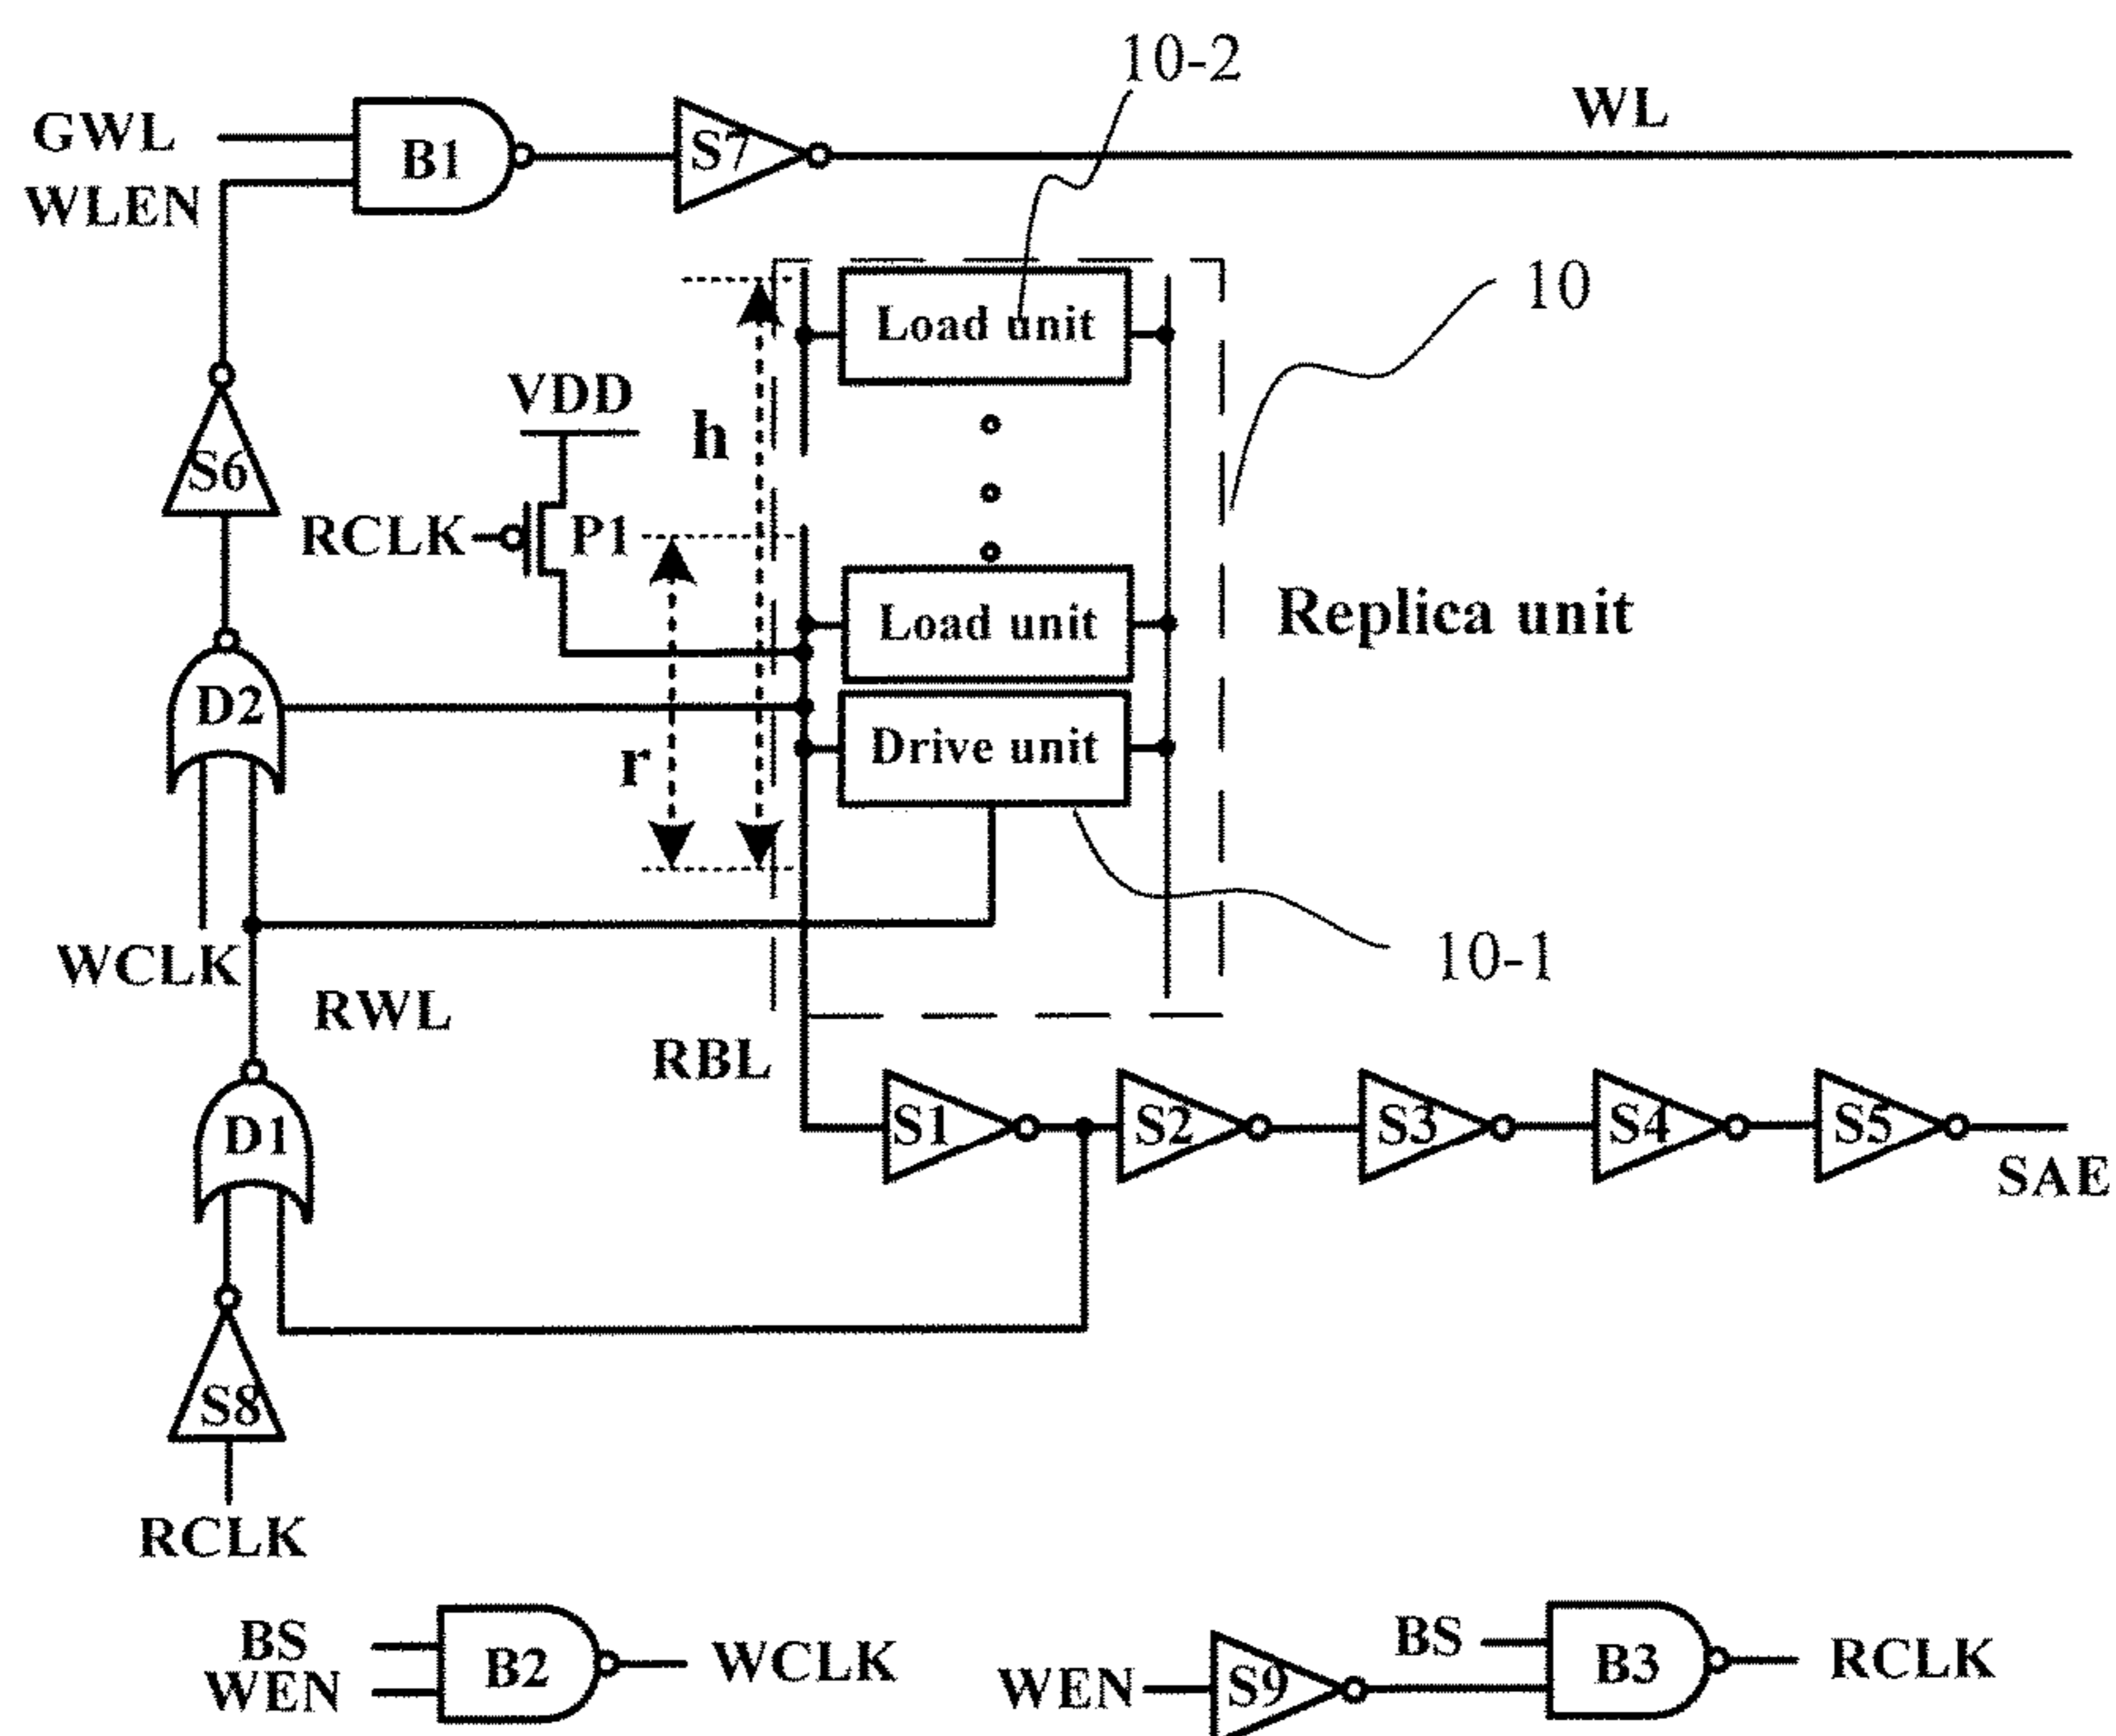 10-2
GWL
B1
S7
WL
WLEN
10
Load unit
VDD
h
S6
RCLK
P1
Load unit
Replica unit
D2
Drive unit
r
WCLK
10-1
RWL
RBL
D1
S1
S2
S3
S4
S5
SAE
S8
RCLK
BS
WEN
B2
WCLK
BS
WEN
S9
B3
RCLK